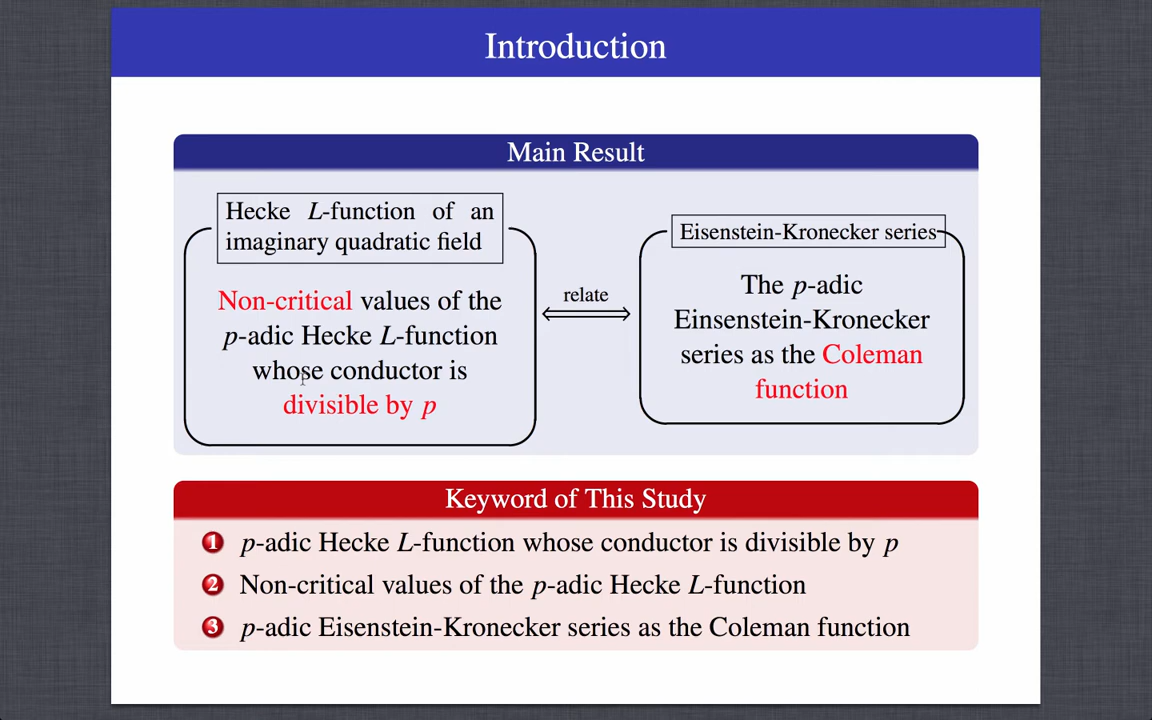 Introduction
Main Result
Hecke L-function of an
imaginary quadratic field
Non-critical values of the
p-adic Hecke L-function
whose conductor is
divisible by p
relate
Eisenstein-Kronecker series
The p-adic
Einsenstein-Kronecker
series as the Coleman
function
Keyword of This Study
1 p-adic Hecke L-function whose conductor is divisible by p
2 Non-critical values of the p-adic Hecke L-function
3 p-adic Eisenstein-Kronecker series as the Coleman function